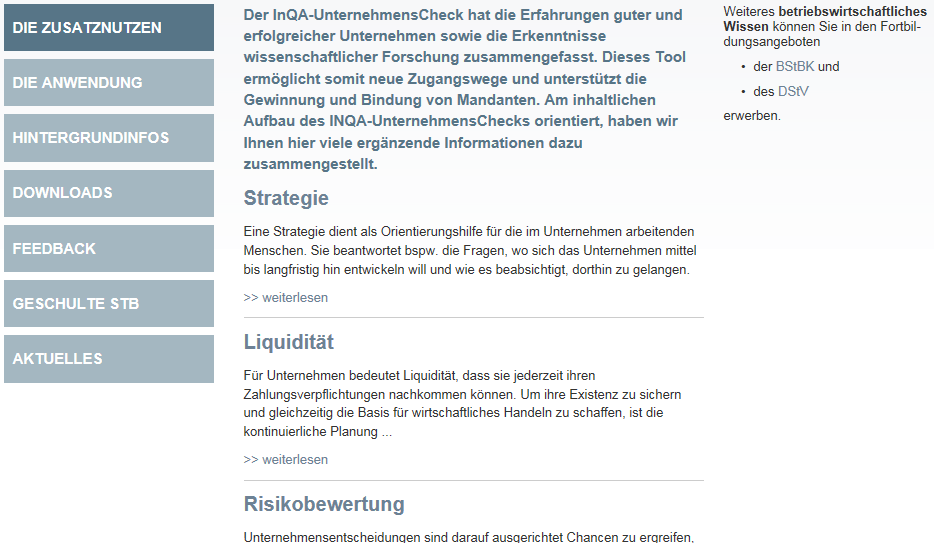 DIE ZUSATZNUTZEN
DIE ANWENDUNG
HINTERGRUNDINFOS
DOWNLOADS
FEEDBACK
GESCHULTE STB
AKTUELLES
Der InQA-UnternehmensCheck hat die Erfahrungen guter und
erfolgreicher Unternehmen sowie die Erkenntnisse
wissenschaftlicher Forschung zusammengefasst. Dieses Tool
ermöglicht somit neue Zugangswege und unterstützt die
Gewinnung und Bindung von Mandanten. Am inhaltlichen
Aufbau des INQA-UnternehmensChecks orientiert, haben wir
Ihnen hier viele ergänzende Informationen dazu
zusammengestellt.
Strategie
Eine Strategie dient als Orientierungshilfe für die im Unternehmen arbeitenden
Menschen. Sie beantwortet bspw. die Fragen, wo sich das Unternehmen mittel
bis langfristig hin entwickeln will und wie es beabsichtigt, dorthin zu gelangen.
>> weiterlesen
Liquidität
Für Unternehmen bedeutet Liquidität, dass sie jederzeit ihren
Zahlungsverpflichtungen nachkommen können. Um ihre Existenz zu sichern
und gleichzeitig die Basis für wirtschaftliches Handeln zu schaffen, ist die
kontinuierliche Planung ...
>> weiterlesen
Risikobewertung
Unternehmensentscheidungen sind darauf ausgerichtet Chancen zu ergreifen,
Weiteres betriebswirtschaftliches
Wissen können Sie in den Fortbil-
dungsangeboten
• der BStBK und
• des DStV
erwerben.